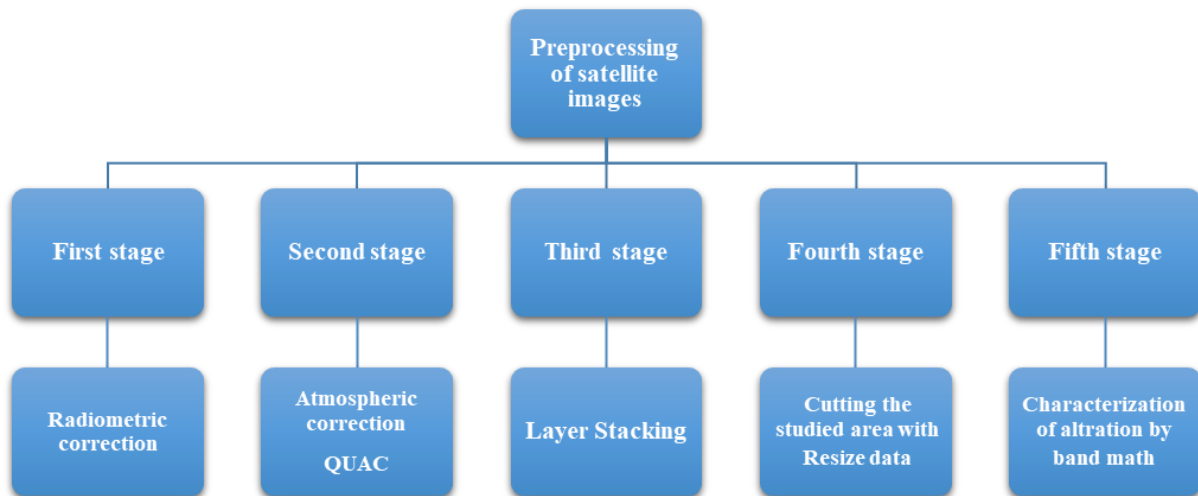 Preprocessing
of satellite
images
First stage
Second stage
Third stage
Fourth stage
Fifth stage
Radiometric
correction
Atmospheric
correction
QUAC
Layer Stacking
Cutting the
studied area with
Resize data
Characterization
of altration by
band math